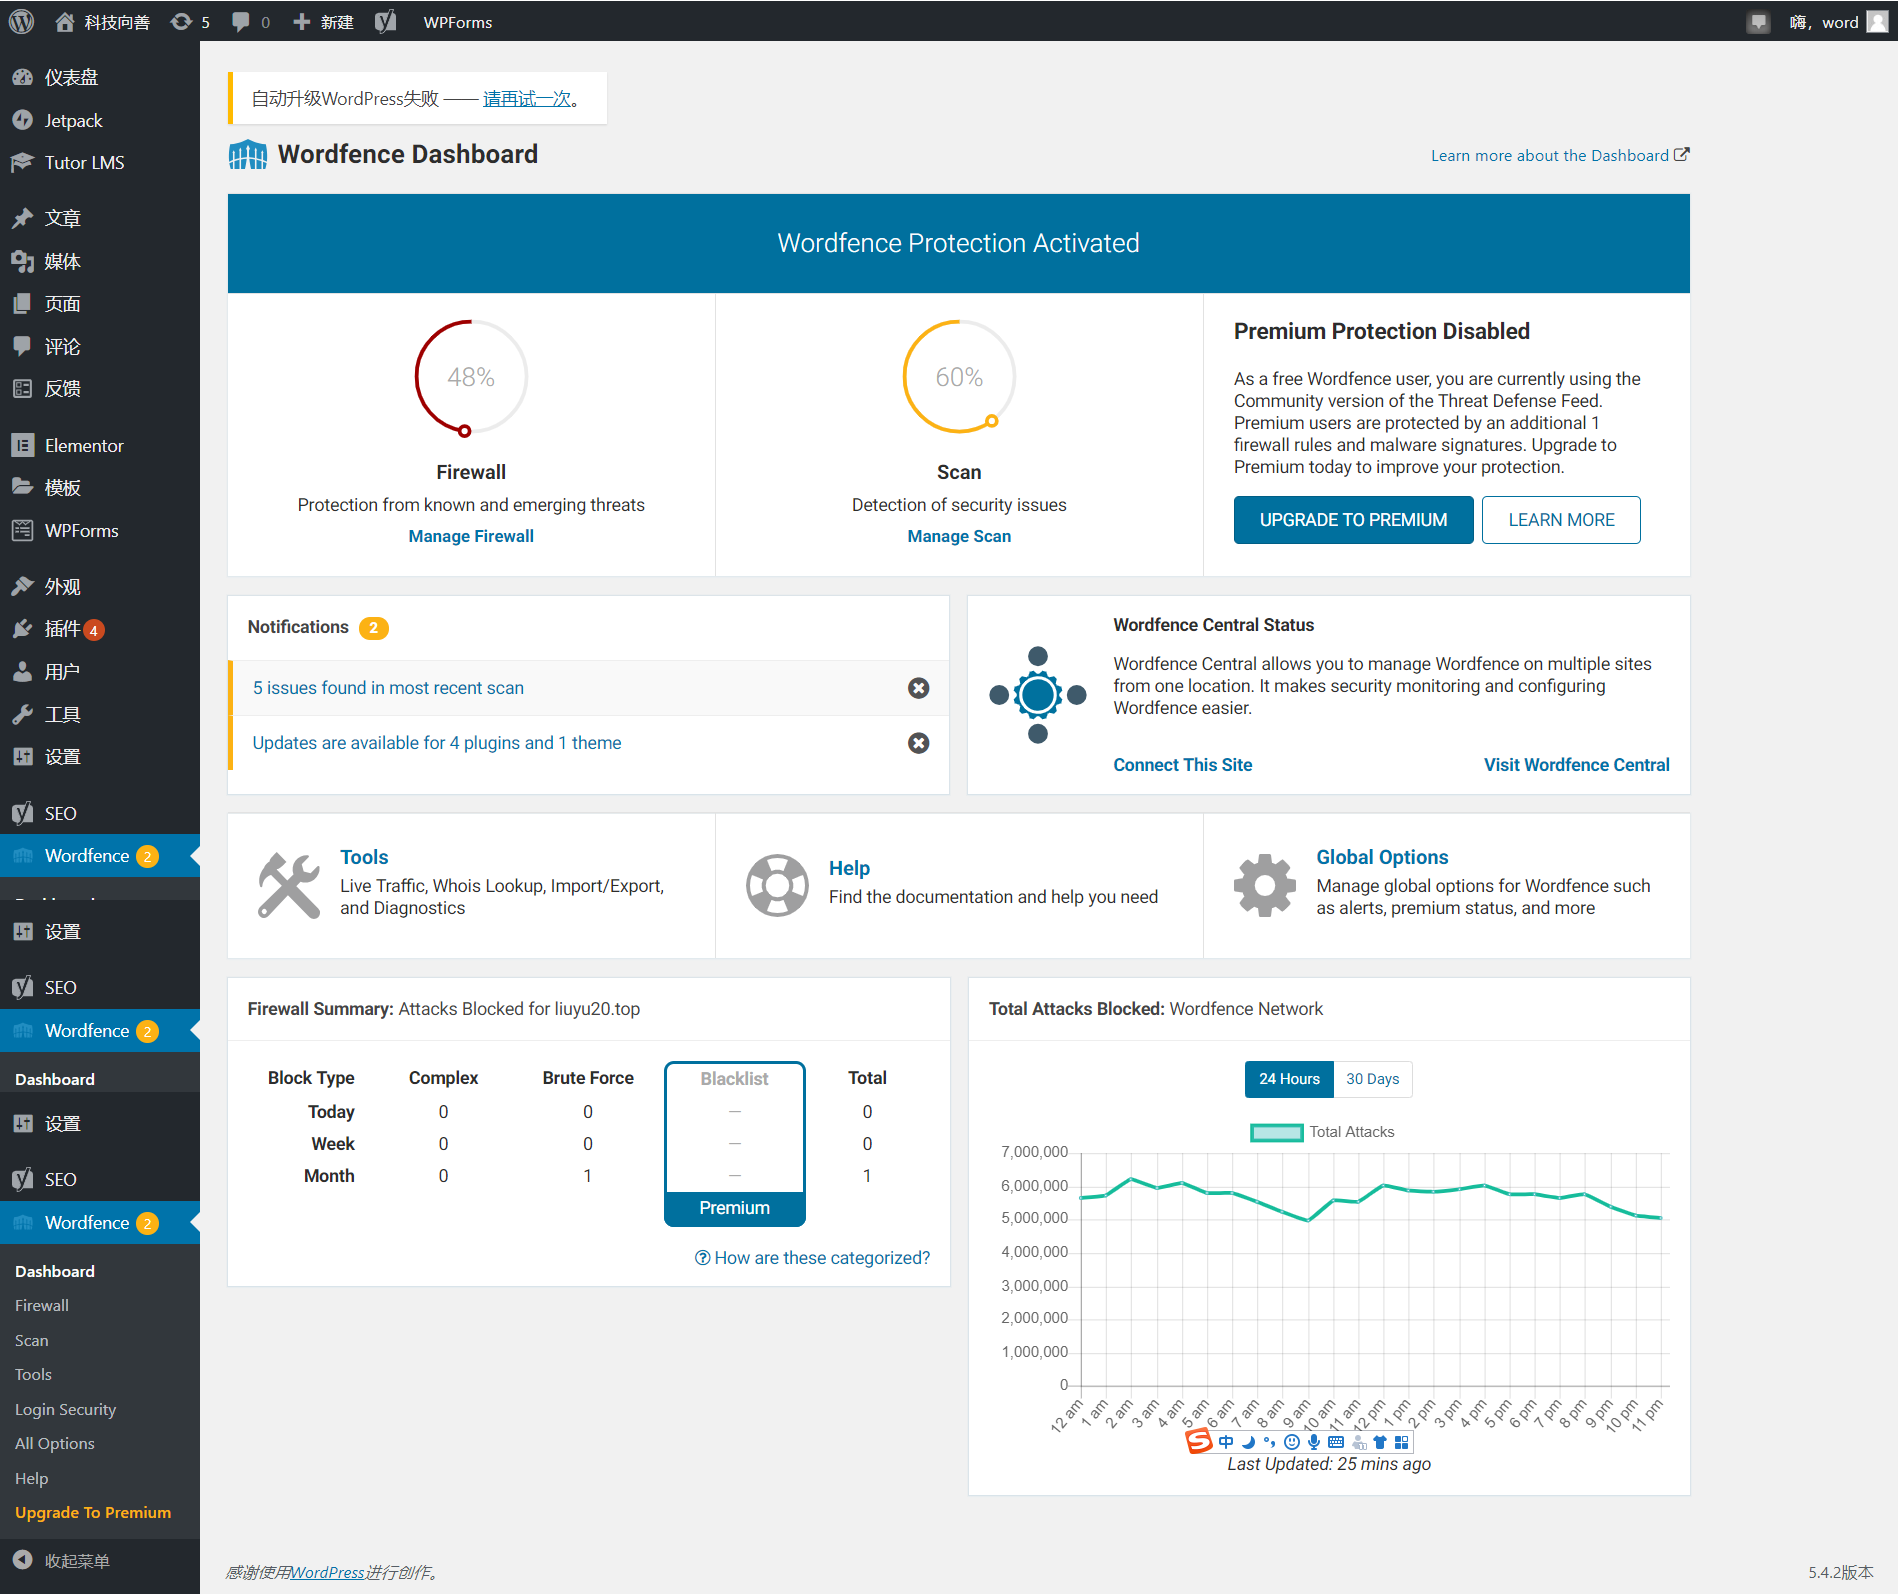 科技向善
5
0
新建
WPForms
嗨，word
仪表盘
Jetpack
Tutor LMS
文章
媒体
页面
评论
反馈
Elementor
模板
WPForms
外观
插件 4
用户
工具
设置
SEO
Wordfence 2
设置
SEO
Wordfence 2
Dashboard
设置
SEO
Wordfence 2
Dashboard
Firewall
Scan
Tools
Login Security
All Options
Help
Upgrade To Premium
收起菜单
自动升级WordPress失败 —— 请再试一次。
Wordfence Dashboard
Learn more about the Dashboard
Wordfence Protection Activated
48%
Firewall
Protection from known and emerging threats
Manage Firewall
60%
Scan
Detection of security issues
Manage Scan
Premium Protection Disabled
As a free Wordfence user, you are currently using the
Community version of the Threat Defense Feed.
Premium users are protected by an additional 1
firewall rules and malware signatures. Upgrade to
Premium today to improve your protection.
UPGRADE TO PREMIUM
LEARN MORE
Notifications 2
5 issues found in most recent scan
Updates are available for 4 plugins and 1 theme
Wordfence Central Status
Wordfence Central allows you to manage Wordfence on multiple sites
from one location. It makes security monitoring and configuring
Wordfence easier.
Connect This Site
Visit Wordfence Central
Tools
Live Traffic, Whois Lookup, Import/Export,
and Diagnostics
Help
Find the documentation and help you need
Global Options
Manage global options for Wordfence such
as alerts, premium status, and more
Firewall Summary: Attacks Blocked for liuyu20.top
Block Type Complex Brute Force Blacklist Total
Today 0 0 — 0
Week 0 0 — 0
Month 0 1 — 1
Premium
How are these categorized?
Total Attacks Blocked: Wordfence Network
24 Hours
30 Days
Total Attacks
7,000,000
6,000,000
5,000,000
4,000,000
3,000,000
2,000,000
1,000,000
0
12 am
1 am
2 am
3 am
4 am
5 am
6 am
7 am
8 am
9 am
10 am
11 am
12 pm
1 pm
2 pm
3 pm
4 pm
5 pm
6 pm
7 pm
8 pm
9 pm
10 pm
11 pm
中
Last Updated: 25 mins ago
感谢使用WordPress进行创作。
5.4.2版本